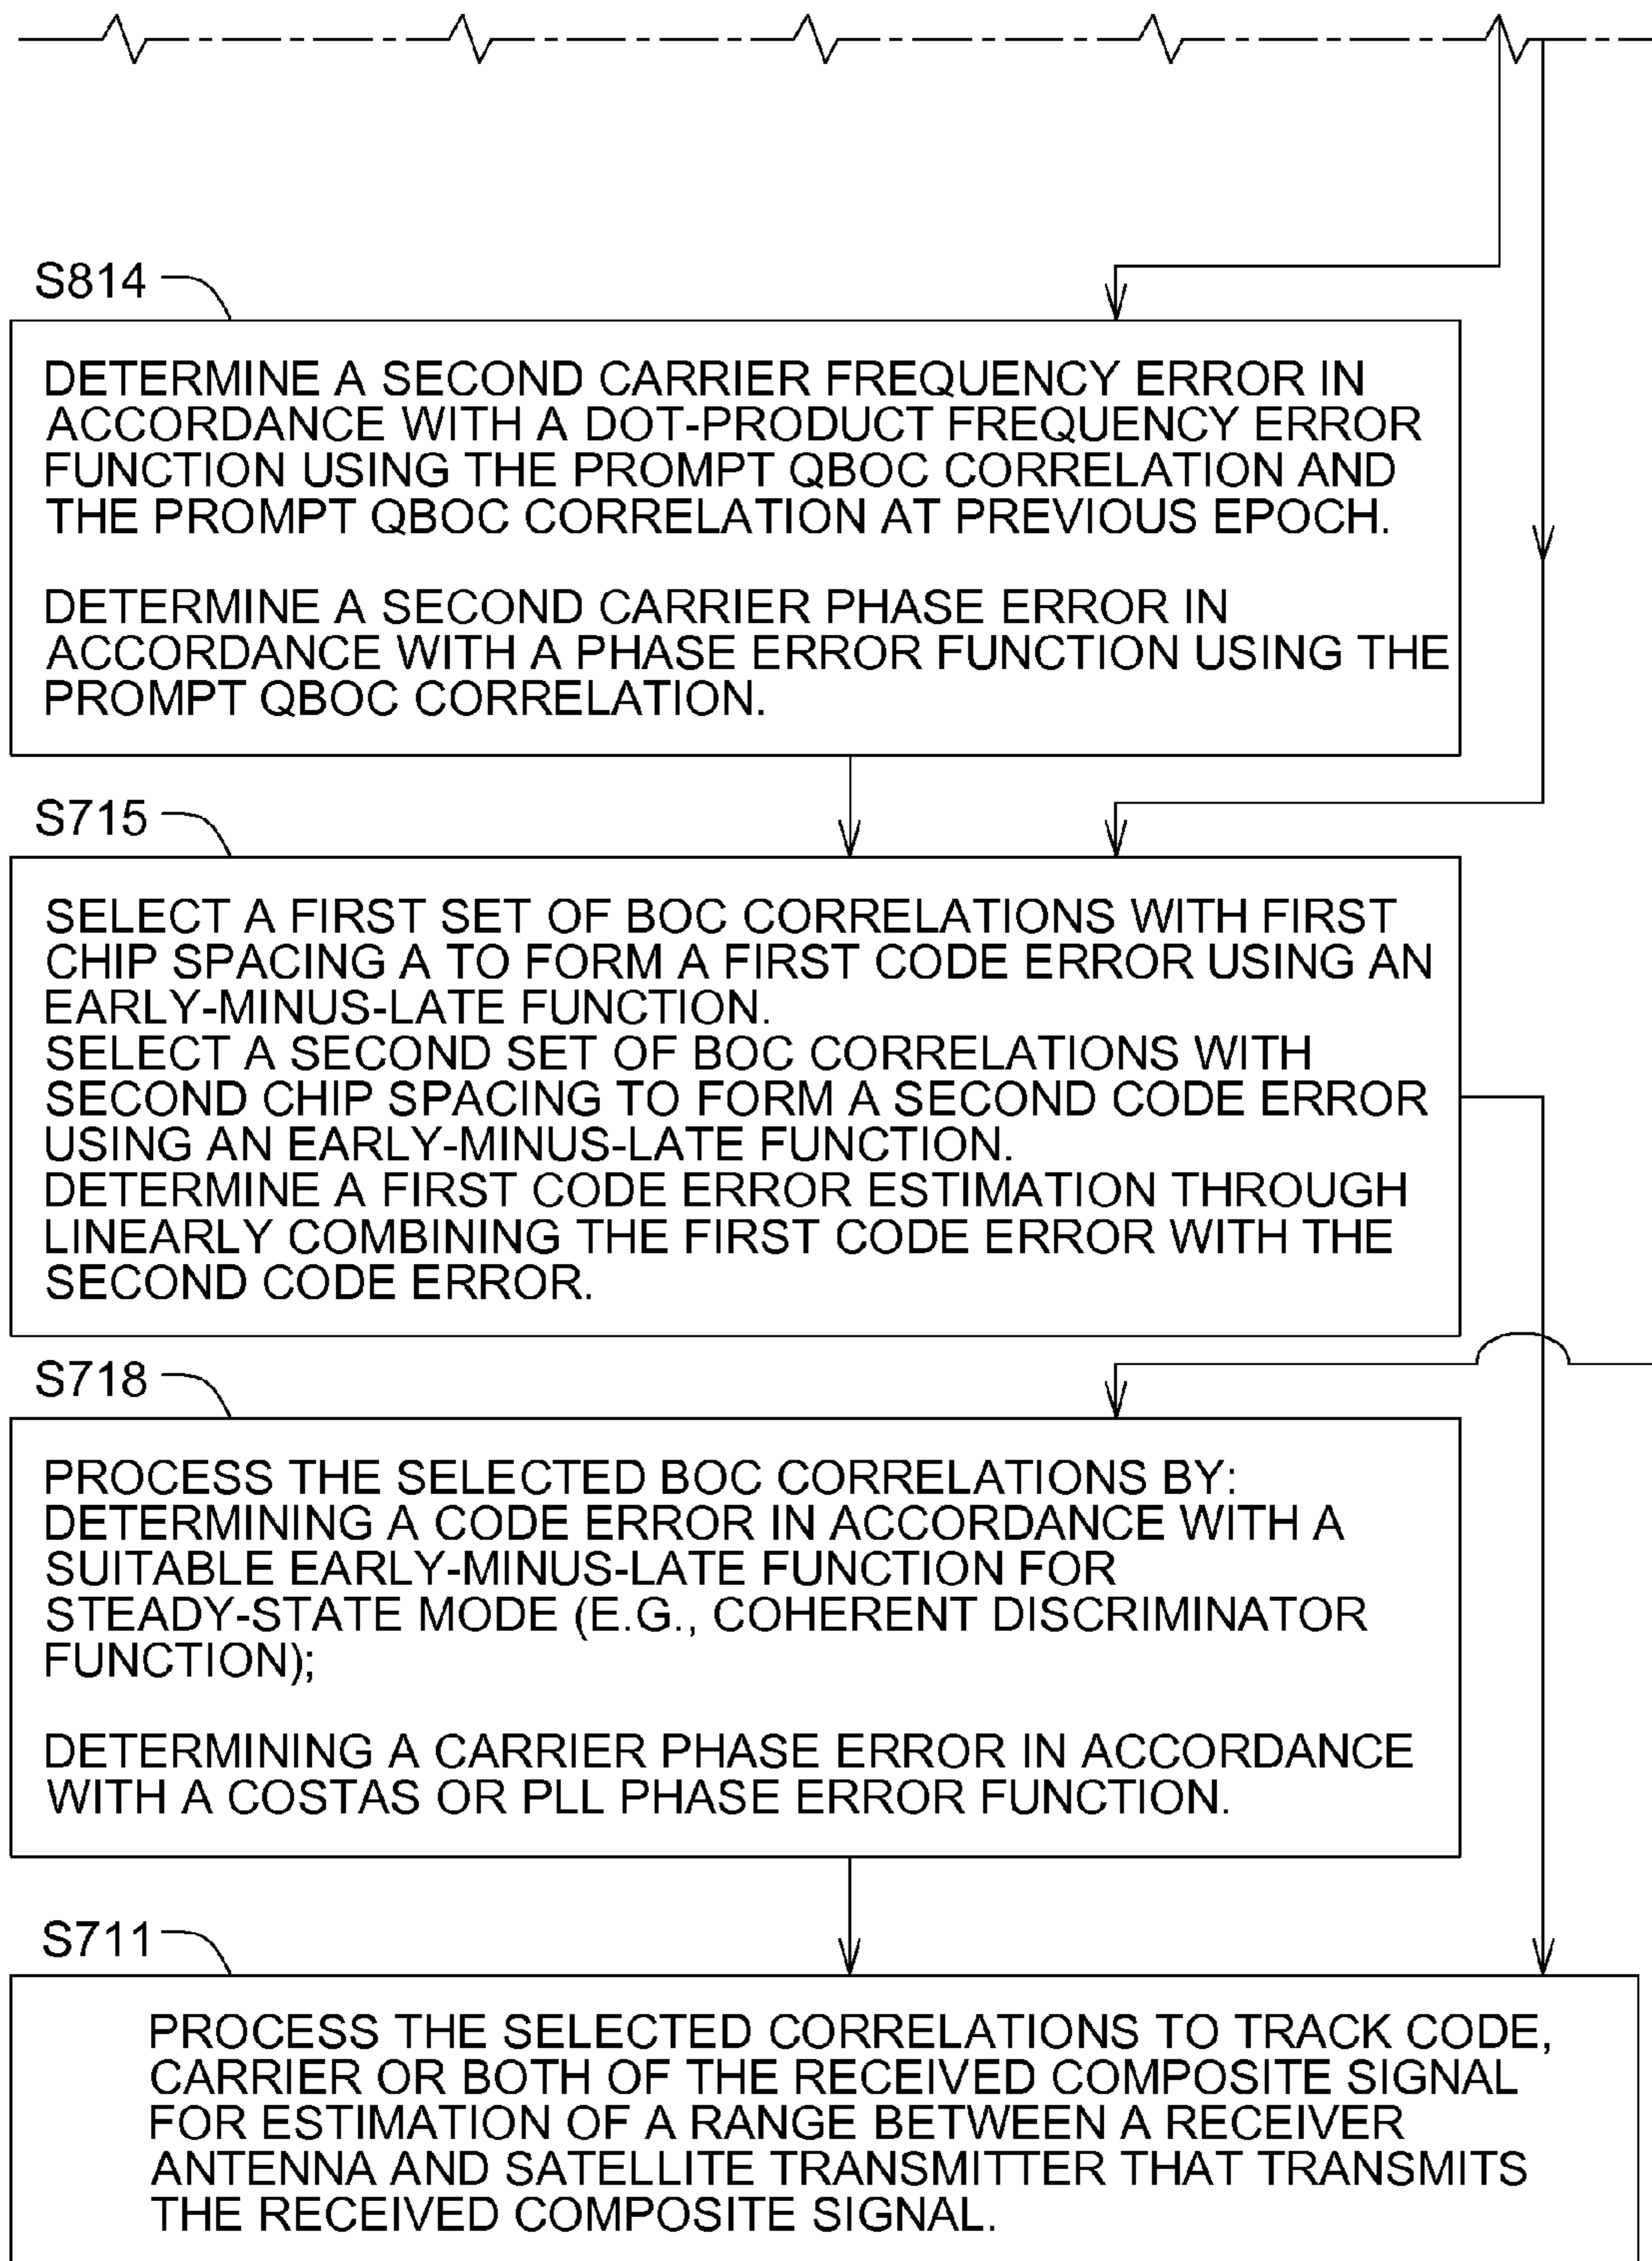 S814
DETERMINE A SECOND CARRIER FREQUENCY ERROR IN
ACCORDANCE WITH A DOT-PRODUCT FREQUENCY ERROR
FUNCTION USING THE PROMPT QBOC CORRELATION AND
THE PROMPT QBOC CORRELATION AT PREVIOUS EPOCH.
DETERMINE A SECOND CARRIER PHASE ERROR IN
ACCORDANCE WITH A PHASE ERROR FUNCTION USING THE
PROMPT QBOC CORRELATION.
S715
SELECT A FIRST SET OF BOC CORRELATIONS WITH FIRST
CHIP SPACING A TO FORM A FIRST CODE ERROR USING AN
EARLY-MINUS-LATE FUNCTION.
SELECT A SECOND SET OF BOC CORRELATIONS WITH
SECOND CHIP SPACING TO FORM A SECOND CODE ERROR
USING AN EARLY-MINUS-LATE FUNCTION.
DETERMINE A FIRST CODE ERROR ESTIMATION THROUGH
LINEARLY COMBINING THE FIRST CODE ERROR WITH THE
SECOND CODE ERROR.
S718
PROCESS THE SELECTED BOC CORRELATIONS BY:
DETERMINING A CODE ERROR IN ACCORDANCE WITH A
SUITABLE EARLY-MINUS-LATE FUNCTION FOR
STEADY-STATE MODE (E.G., COHERENT DISCRIMINATOR
FUNCTION);
DETERMINING A CARRIER PHASE ERROR IN ACCORDANCE
WITH A COSTAS OR PLL PHASE ERROR FUNCTION.
S711
PROCESS THE SELECTED CORRELATIONS TO TRACK CODE,
CARRIER OR BOTH OF THE RECEIVED COMPOSITE SIGNAL
FOR ESTIMATION OF A RANGE BETWEEN A RECEIVER
ANTENNA AND SATELLITE TRANSMITTER THAT TRANSMITS
THE RECEIVED COMPOSITE SIGNAL.